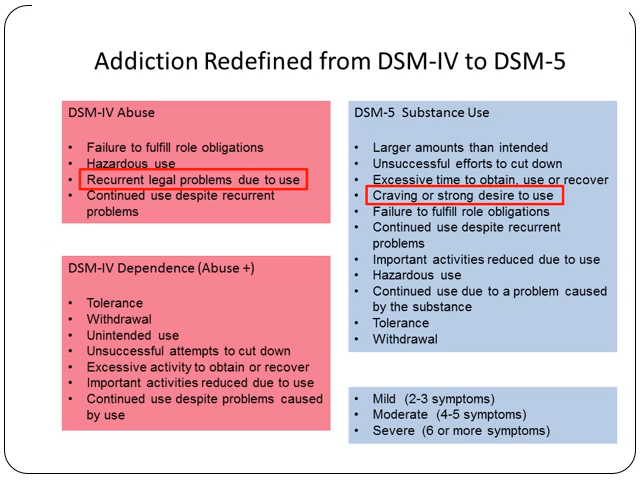 Addiction Redefined from DSM-IV to DSM-5
DSM-IV Abuse
• Failure to fulfill role obligations
• Hazardous use
• Recurrent legal problems due to use
• Continued use despite recurrent
problems
DSM-IV Dependence (Abuse +)
• Tolerance
• Withdrawal
• Unintended use
• Unsuccessful attempts to cut down
• Excessive activity to obtain or recover
• Important activities reduced due to use
• Continued use despite problems caused
by use
DSM-5 Substance Use
• Larger amounts than intended
• Unsuccessful efforts to cut down
• Excessive time to obtain, use or recover
• Craving or strong desire to use
• Failure to fulfill role obligations
• Continued use despite recurrent
problems
• Important activities reduced due to use
• Hazardous use
• Continued use due to a problem caused
by the substance
• Tolerance
• Withdrawal
• Mild (2-3 symptoms)
• Moderate (4-5 symptoms)
• Severe (6 or more symptoms)